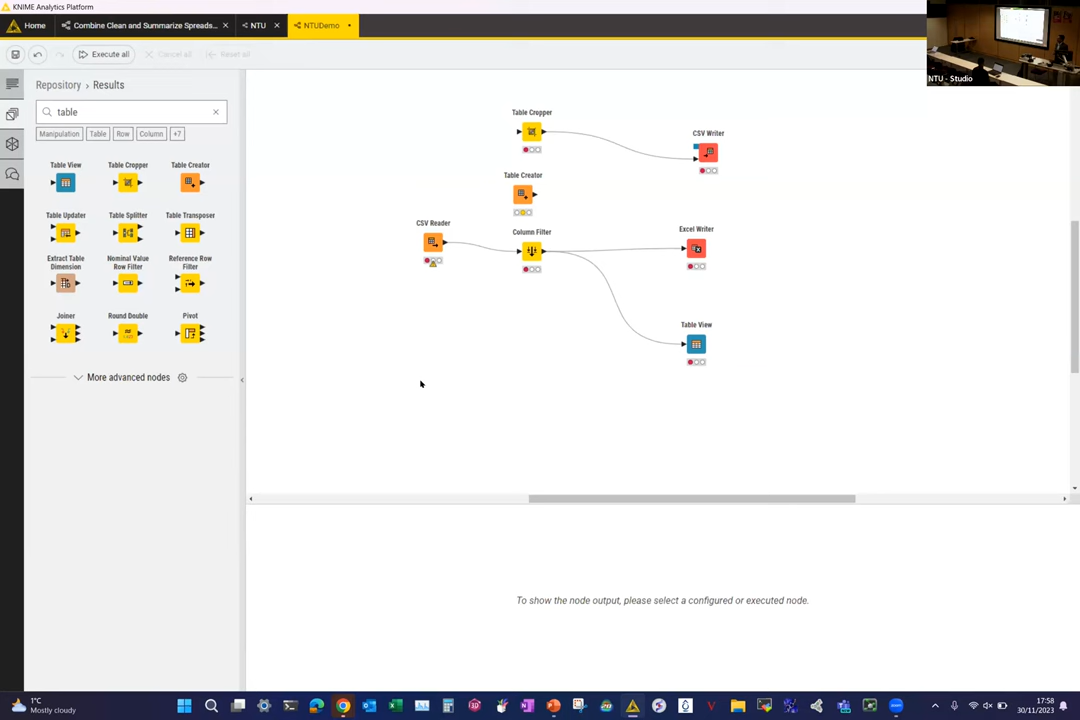 KNIME Analytics Platform
Home
Combine Clean and Summarize Spreads...
NTU
NTUDemo
Execute all
Cancel all
Reset all
NTU - Studio
Repository › Results
table
Manipulation
Table
Row
Column
+7
Table View
Table Cropper
Table Creator
Table Updater
Table Splitter
Table Transposer
Extract Table Dimension
Nominal Value Row Filter
Reference Row Filter
Joiner
Round Double
Pivot
More advanced nodes
Table Cropper
CSV Writer
Table Creator
CSV Reader
Column Filter
Excel Writer
Table View
To show the node output, please select a configured or executed node.
1°C
Mostly cloudy
17:58
30/11/2023